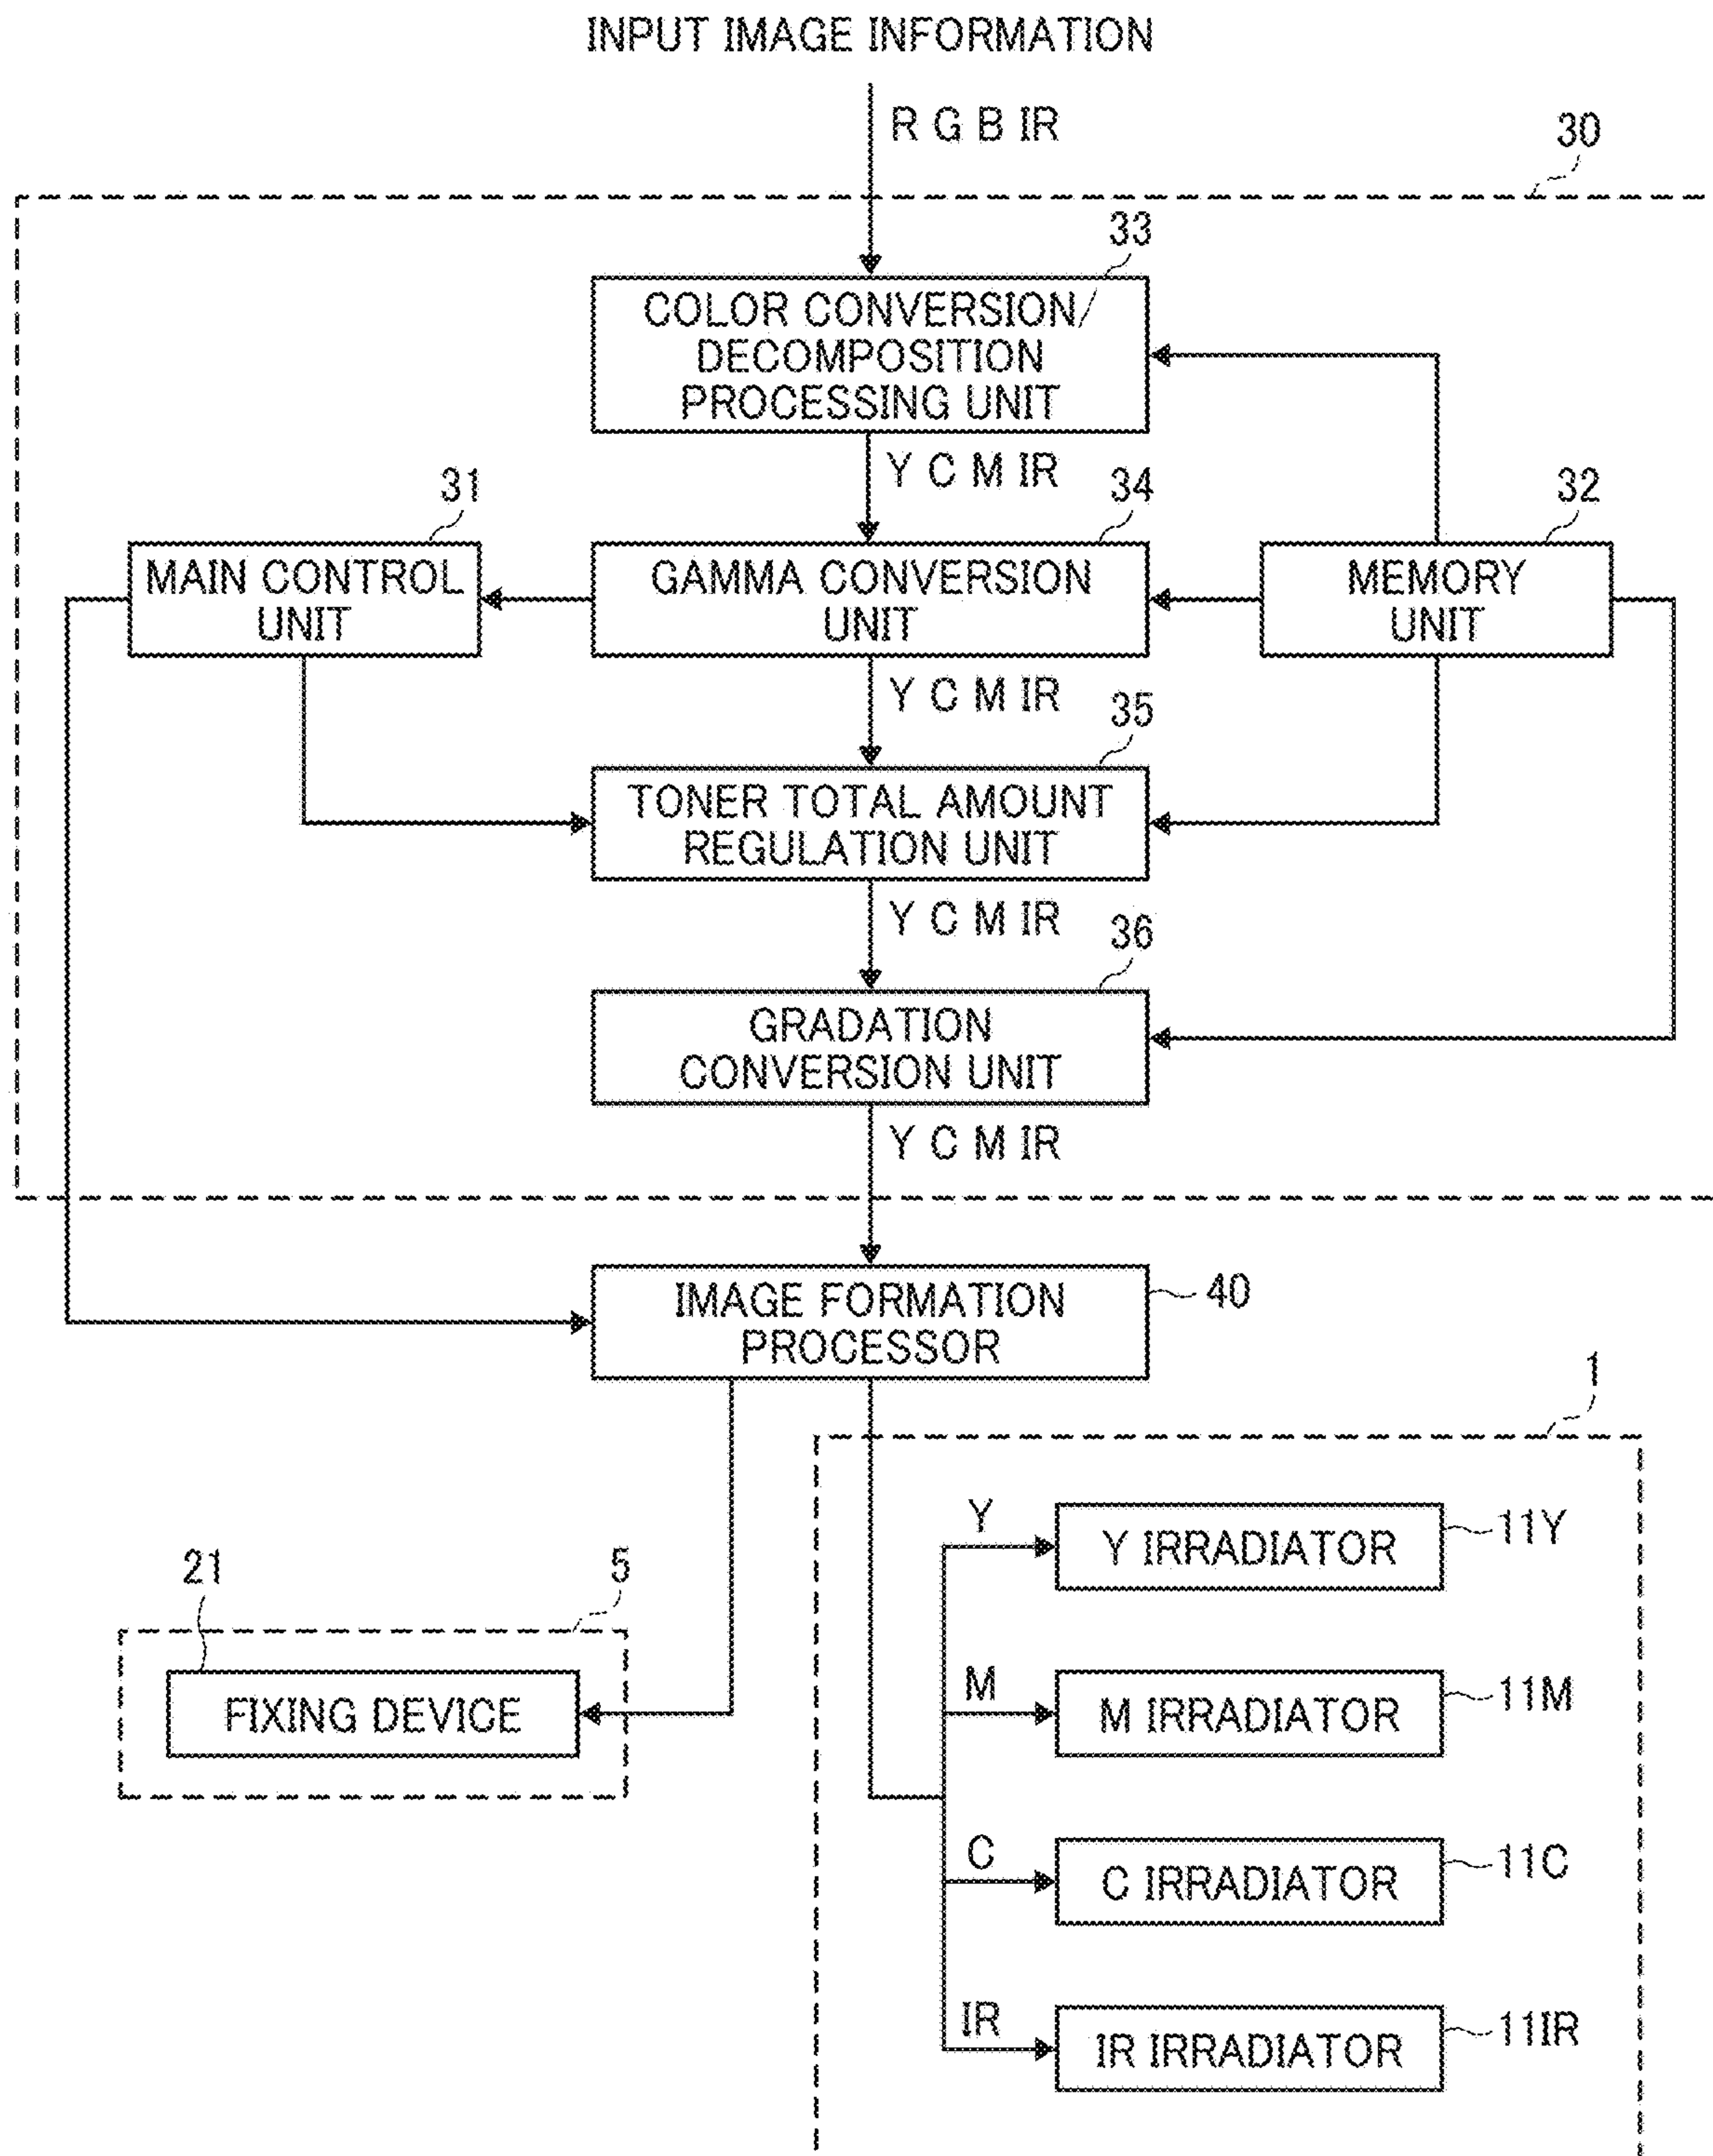 INPUT IMAGE INFORMATION
R G B IR
30
33
COLOR CONVERSION/
DECOMPOSITION
PROCESSING UNIT
Y C M IR
31
34
32
MAIN CONTROL
UNIT
GAMMA CONVERSION
UNIT
MEMORY
UNIT
Y C M IR
35
TONER TOTAL AMOUNT
REGULATION UNIT
Y C M IR
36
GRADATION
CONVERSION UNIT
Y C M IR
IMAGE FORMATION
PROCESSOR
40
1
Y
Y IRRADIATOR
11Y
21
5
FIXING DEVICE
M
M IRRADIATOR
11M
C
C IRRADIATOR
11C
IR
IR IRRADIATOR
11IR